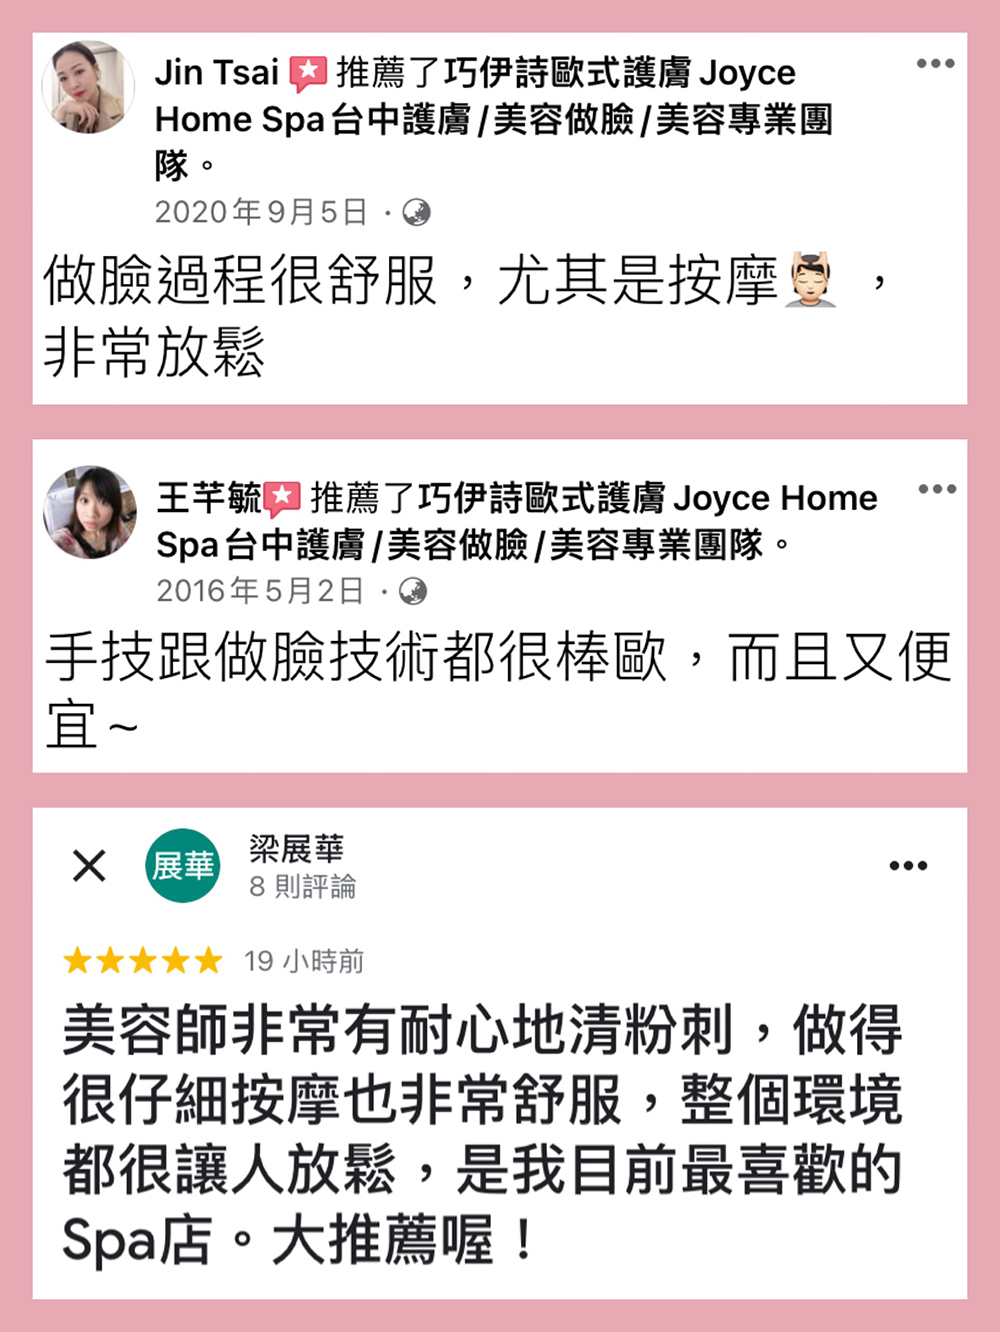 Jin Tsai 推薦了巧伊詩歐式護膚 Joyce
Home Spa台中護膚/美容做臉/美容專業團
隊。
2020年9月5日 ·
做臉過程很舒服，尤其是按摩💆🏻，
非常放鬆
王芊毓 推薦了巧伊詩歐式護膚 Joyce Home
Spa台中護膚/美容做臉/美容專業團隊。
2016年5月2日 ·
手技跟做臉技術都很棒歐，而且又便
宜~
展華
梁展華
8 則評論
19 小時前
美容師非常有耐心地清粉刺，做得
很仔細按摩也非常舒服，整個環境
都很讓人放鬆，是我目前最喜歡的
Spa店。大推薦喔！